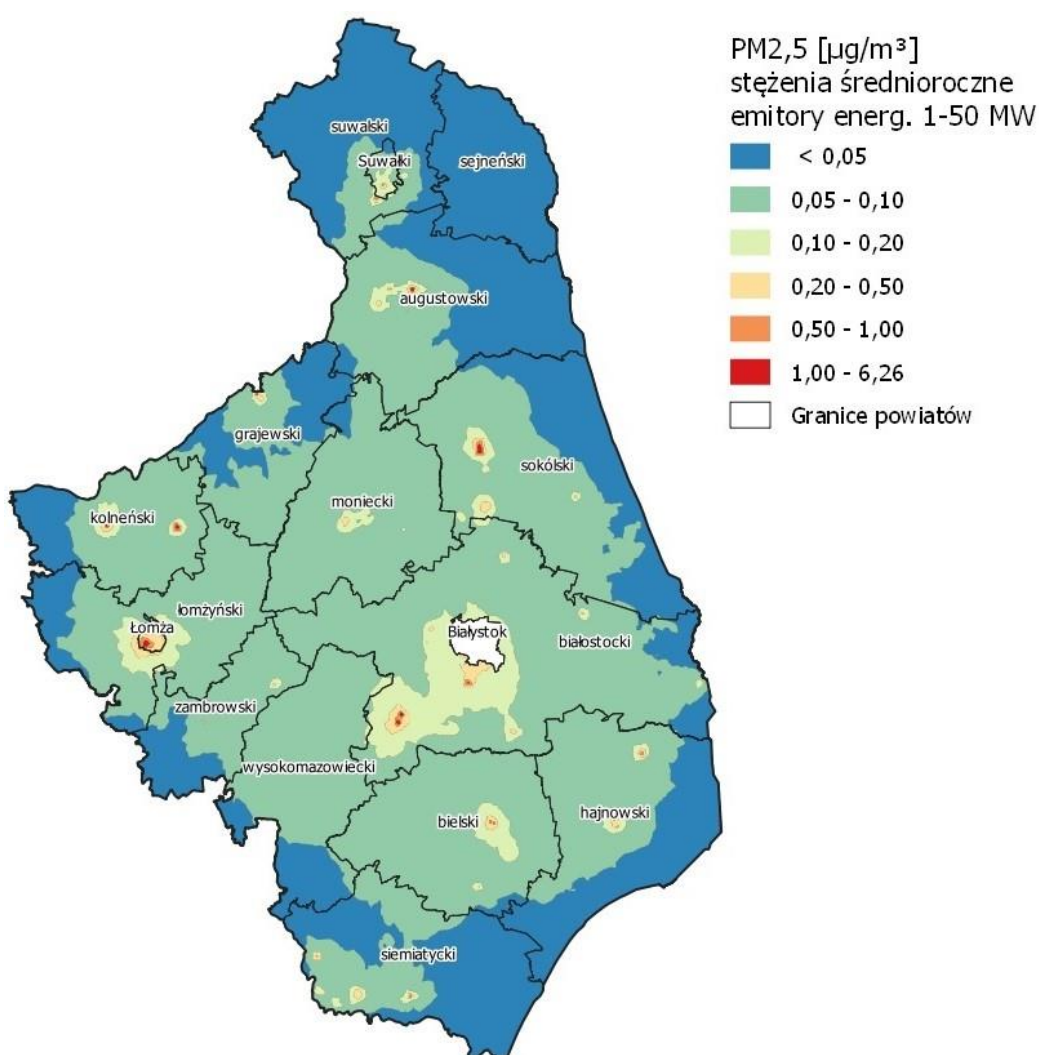 PM2,5 [µg/m³]
stężenia średnioroczne
emitory energ. 1-50 MW
< 0,05
0,05 - 0,10
0,10 - 0,20
0,20 - 0,50
0,50 - 1,00
1,00 - 6,26
Granice powiatów
suwalski
Suwałki
sejneński
augustowski
grajewski
sokólski
moniecki
kolneński
łomżyński
Łomża
Białystok
białostocki
zambrowski
wysokomazowiecki
bielski
hajnowski
siemiatycki